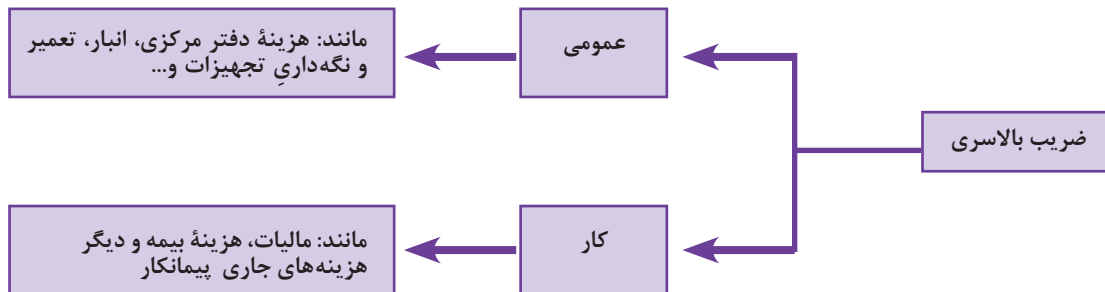 ضریب بالاسری
عمومی
مانند: هزینهٔ دفتر مرکزی، انبار، تعمیر
و نگه‌داریِ تجهیزات و...
کار
مانند: مالیات، هزینهٔ بیمه و دیگر
هزینه‌های جاری پیمانکار